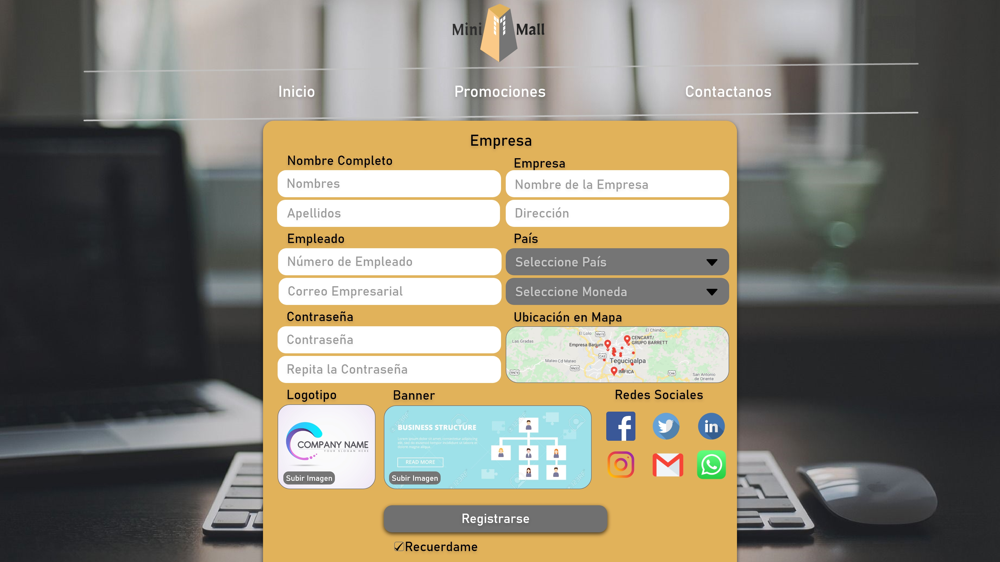 Mini Mall
Inicio
Promociones
Contactanos
Empresa
Nombre Completo
Nombres
Apellidos
Empresa
Nombre de la Empresa
Dirección
Empleado
Número de Empleado
Correo Empresarial
País
Seleccione País
Seleccione Moneda
Contraseña
Contraseña
Repita la Contraseña
Ubicación en Mapa
El Lolo
RN15
El Chimbo
Las Gradas
CENCART/
GRUPO BARRETT
Empresa Barjum
CA5
Tegucigalpa
Mateo
Cd Mateo
RN33
IMFICA
RN74
CA6
San Antonio
de Oriente
Logotipo
COMPANY NAME
YOUR SLOGAN HERE
Subir Imagen
Banner
BUSINESS STRUCTURE
Lorem ipsum dolor sit amet, consectetur adipiscing
elit, sed do eiusmod tempor incididunt ut labore et
dolore magna aliqua.
READ MORE
Subir Imagen
123RF
123RF
123RF
123RF
Redes Sociales
f
in
Registrarse
Recuerdame